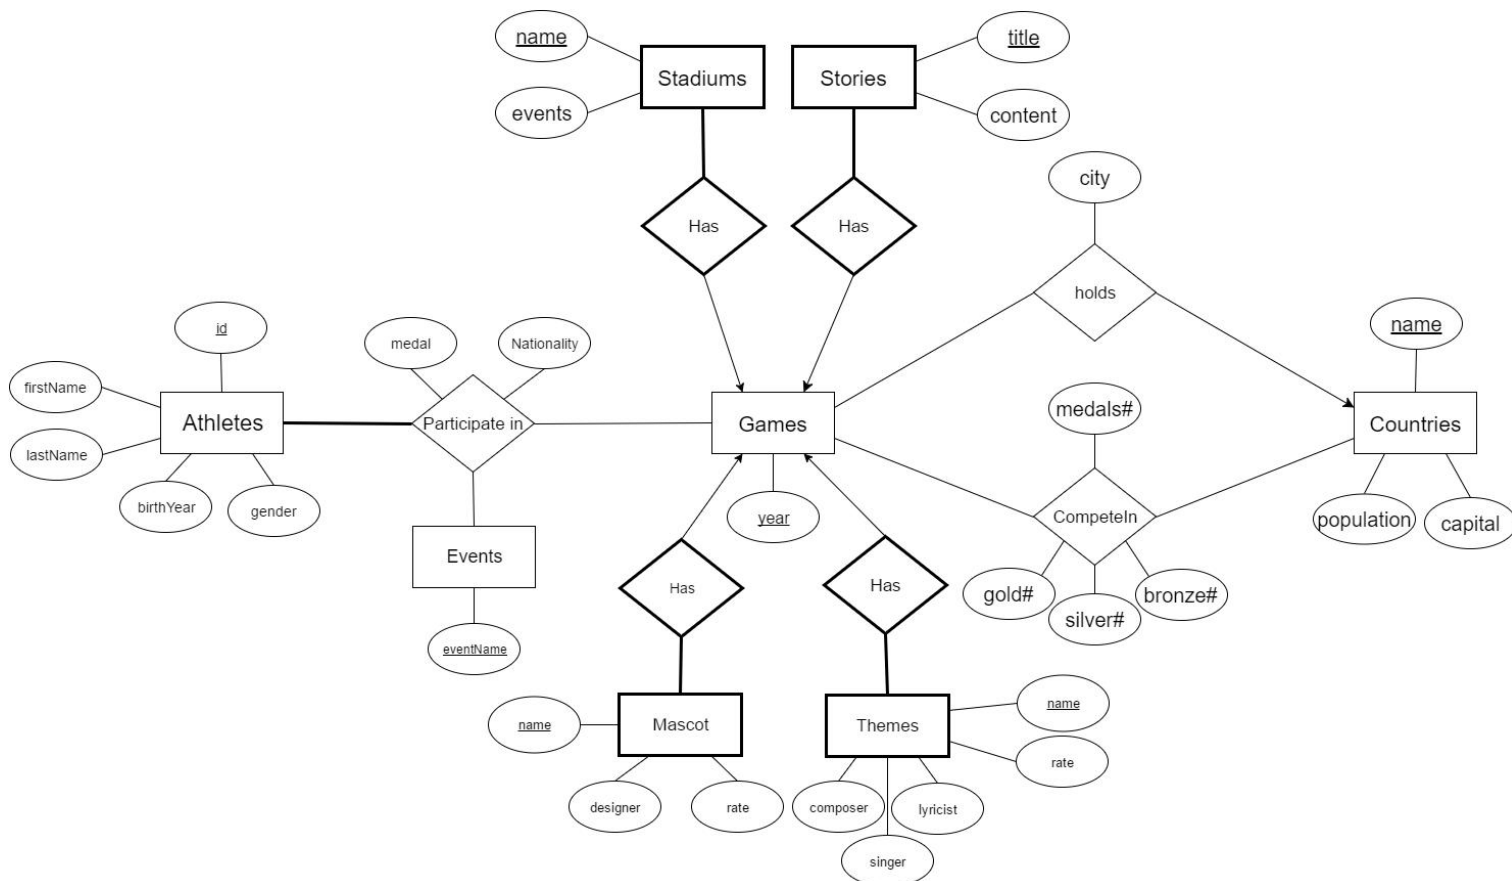 name
title
Stadiums
Stories
events
content
city
Has
Has
holds
id
name
medal
Nationality
firstName
Athletes
Participate in
Games
medals#
Countries
lastName
birthYear
gender
year
population
capital
CompeteIn
Events
Has
Has
gold#
silver#
bronze#
eventName
name
Mascot
Themes
name
rate
designer
rate
composer
lyricist
singer